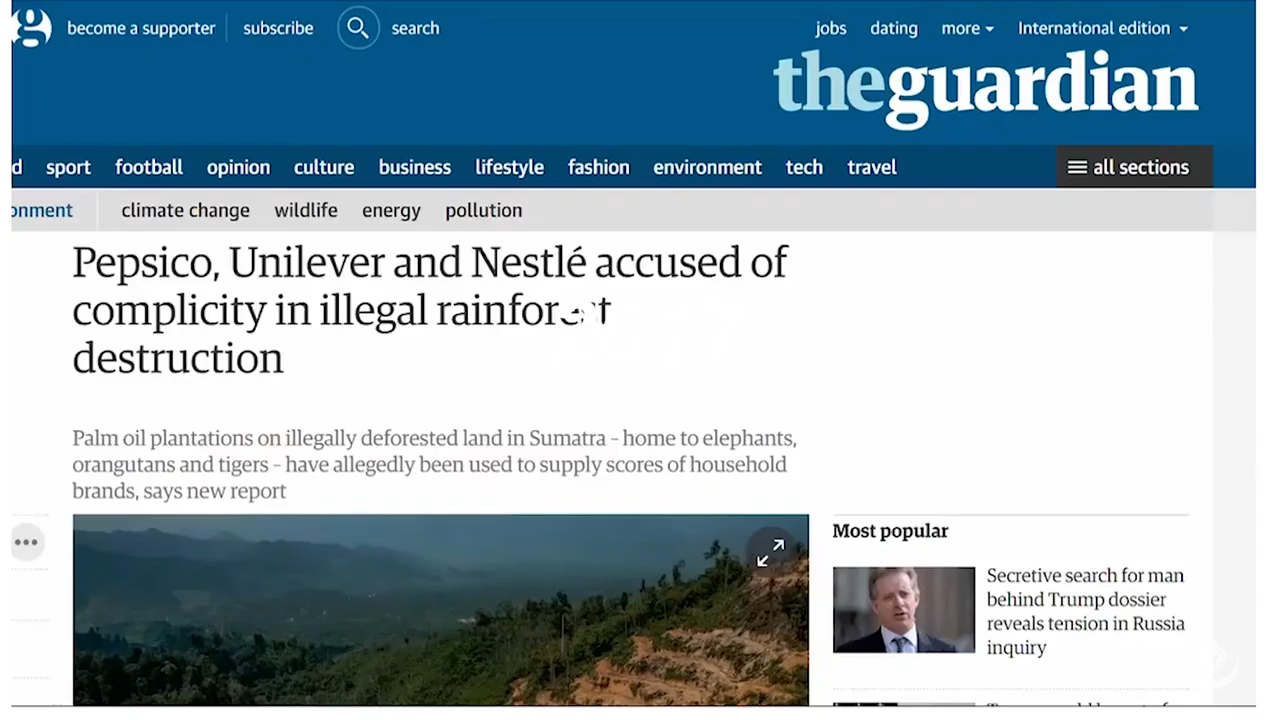 become a supporter subscribe search jobs dating more International edition
theguardian
d sport football opinion culture business lifestyle fashion environment tech travel all sections
onment climate change wildlife energy pollution
Pepsico, Unilever and Nestlé accused of
complicity in illegal
destruction
Palm oil plantations on illegally deforested land in Sumatra – home to elephants,
orangutans and tigers – have allegedly been used to supply scores of household
brands, says new report
Most popular
Secretive search for man
behind Trump dossier
reveals tension in Russia
inquiry